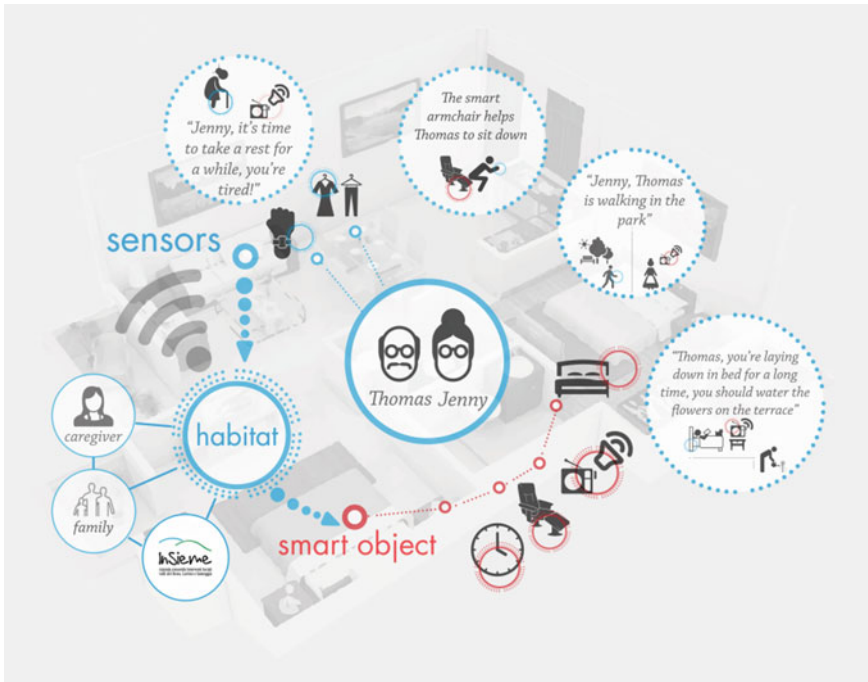 “Jenny, it’s time
to take a rest for
a while, you’re
tired!”
The smart
armchair helps
Thomas to sit down
“Jenny, Thomas
is walking in the
park”
sensors
Thomas Jenny
“Thomas, you’re laying
down in bed for a long
time, you should water the
flowers on the terrace”
caregiver
habitat
family
smart object
InSieme